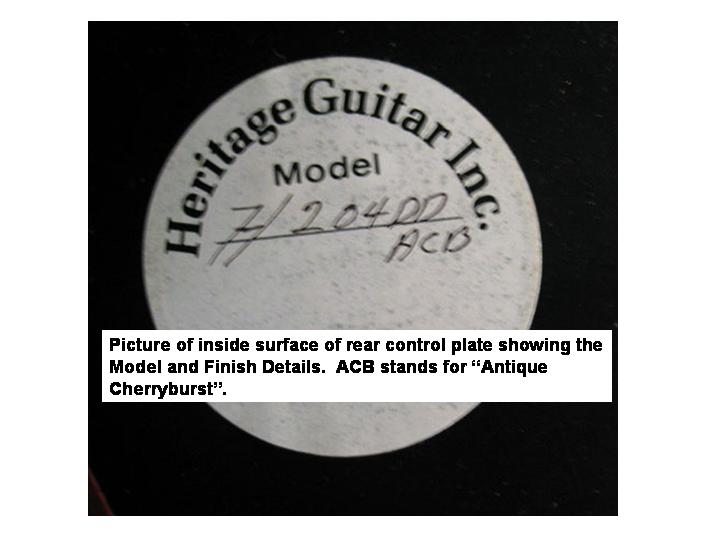 Heritage Guitar Inc.
Model
H204DD
ACB
Picture of inside surface of rear control plate showing the
Model and Finish Details.  ACB stands for “Antique
Cherryburst”.